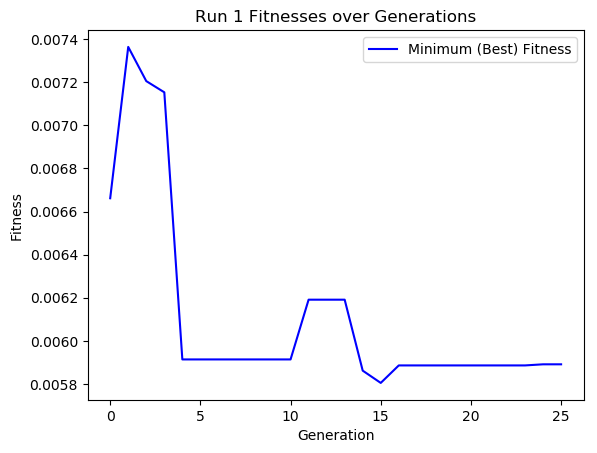 Run 1 Fitnesses over Generations
Minimum (Best) Fitness
Fitness
0.0074
0.0072
0.0070
0.0068
0.0066
0.0064
0.0062
0.0060
0.0058
0 5 10 15 20 25
Generation